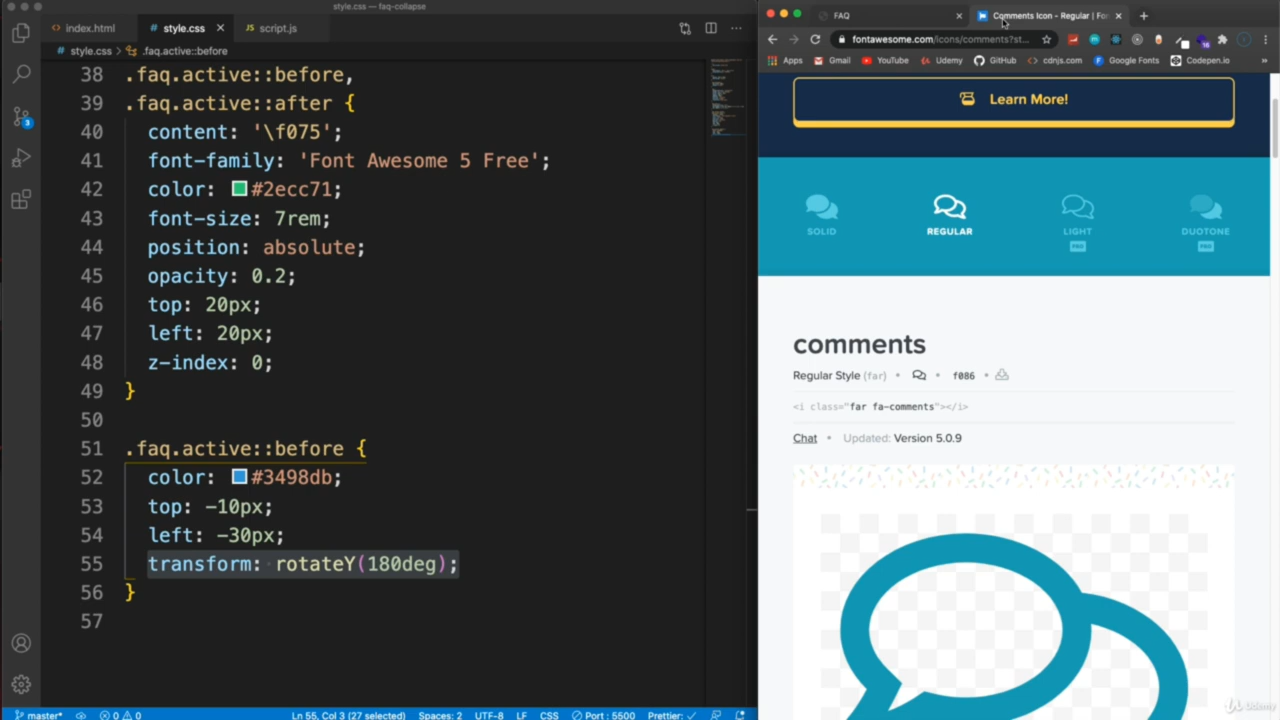 style.css — faq-collapse
index.html
style.css
script.js
style.css > .faq.active::before
38 .faq.active::before,
39 .faq.active::after {
40 content: '\f075';
41 font-family: 'Font Awesome 5 Free';
42 color: #2ecc71;
43 font-size: 7rem;
44 position: absolute;
45 opacity: 0.2;
46 top: 20px;
47 left: 20px;
48 z-index: 0;
49 }
50
51 .faq.active::before {
52 color: #3498db;
53 top: -10px;
54 left: -30px;
55 transform: rotateY(180deg);
56 }
57
3
master* 0 0 Ln 55, Col 3 (27 selected) Spaces: 2 UTF-8 LF CSS Port : 5500 Prettier: ✓
FAQ
Comments Icon - Regular | Fo
fontawesome.com/icons/comments?st...
Apps Gmail YouTube Udemy GitHub cdnjs.com Google Fonts Codepen.io »
Learn More!
SOLID REGULAR LIGHT DUOTONE
PRO PRO
comments
Regular Style (far) • • f086 •
<i class="far fa-comments"></i>
Chat • Updated: Version 5.0.9
Udemy